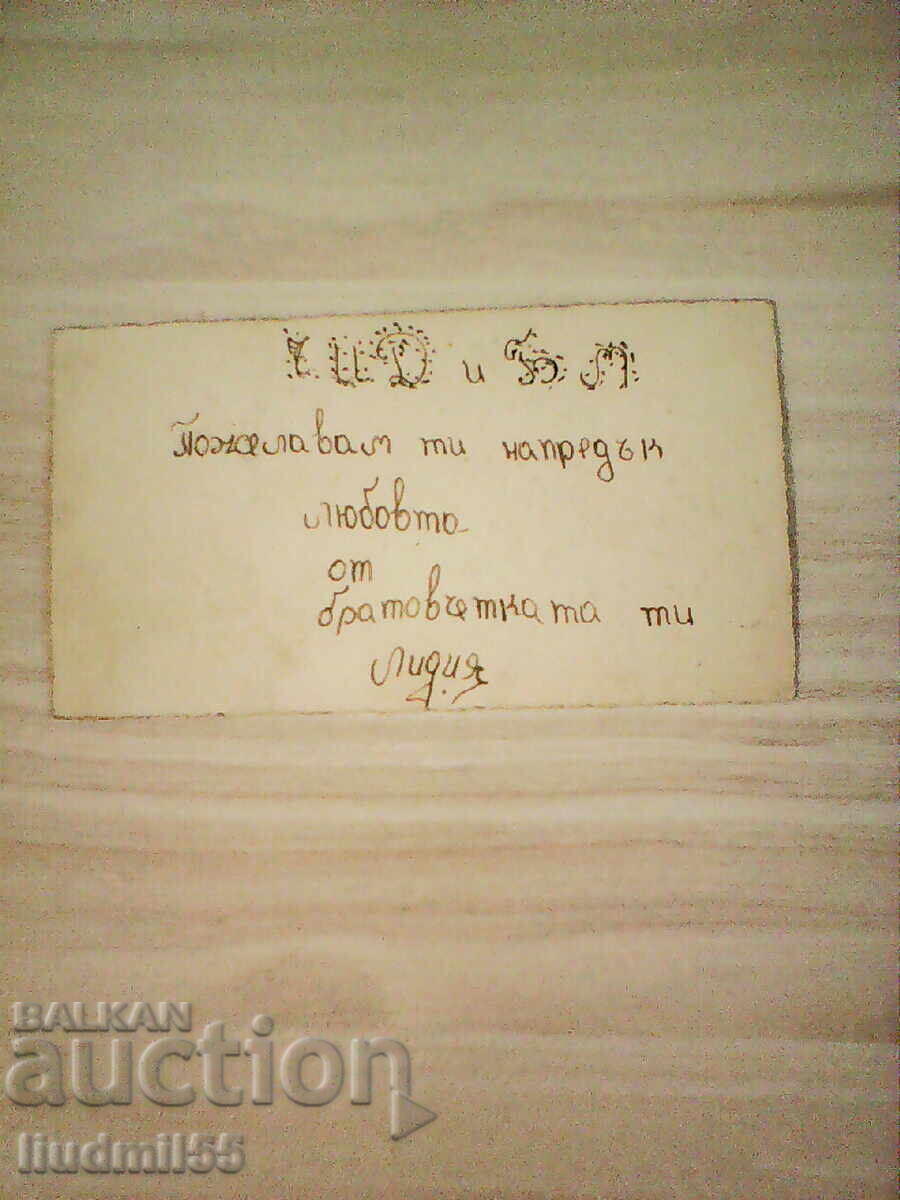 и
Пожелавам ти напредък
любовта
от
братовчетката ти
Лидия
BALKAN
auction
liudmil55